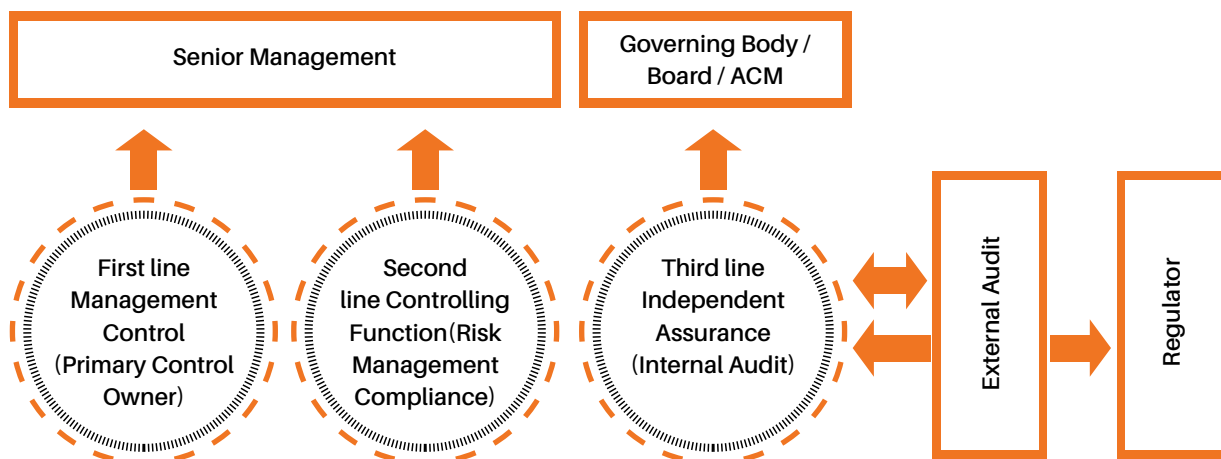 Senior Management
Governing Body /
Board / ACM
First line
Management
Control
(Primary Control
Owner)
Second
line Controlling
Function(Risk
Management
Compliance)
Third line
Independent
Assurance
(Internal Audit)
External Audit
Regulator